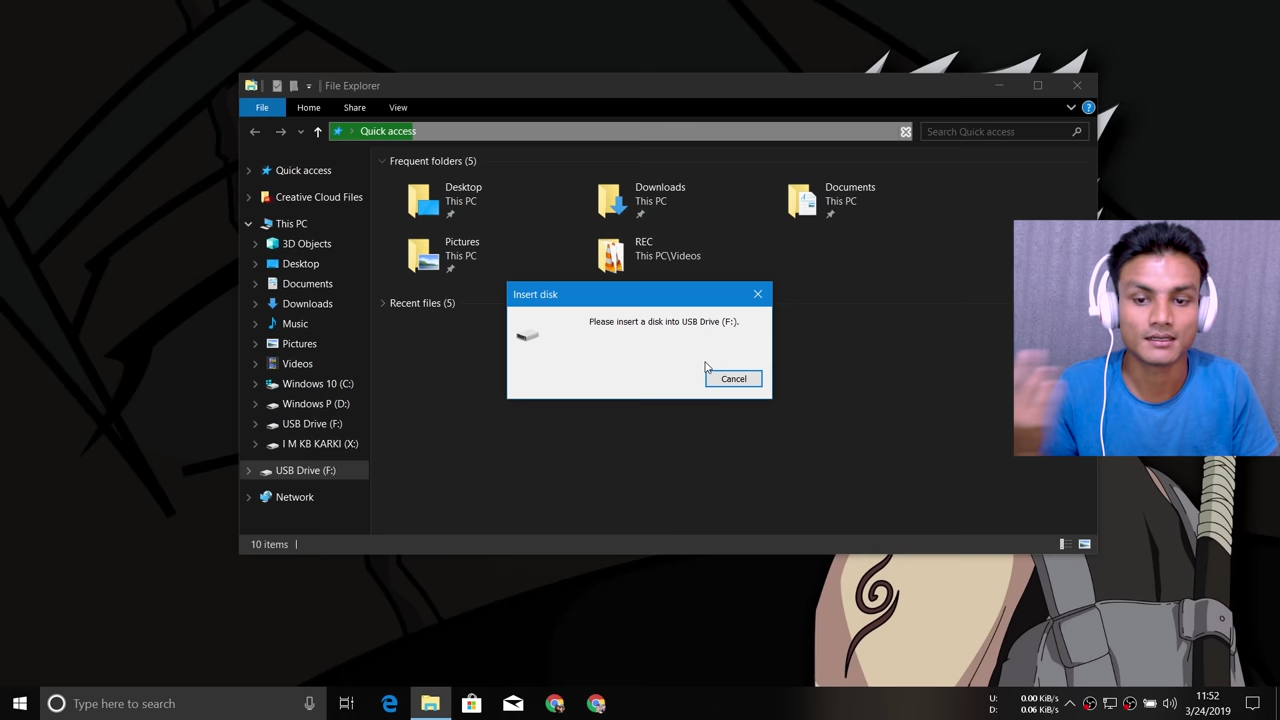 File Explorer
File Home Share View
Quick access
Search Quick access
Quick access
Creative Cloud Files
This PC
3D Objects
Desktop
Documents
Downloads
Music
Pictures
Videos
Windows 10 (C:)
Windows P (D:)
USB Drive (F:)
I M KB KARKI (X:)
USB Drive (F:)
Network
Frequent folders (5)
Desktop
This PC
Downloads
This PC
Documents
This PC
Pictures
This PC
REC
This PC\Videos
Recent files (5)
Insert disk
Please insert a disk into USB Drive (F:).
Cancel
10 items
Type here to search
U: 0.00 KiB/s
D: 0.06 KiB/s
11:52
3/24/2019